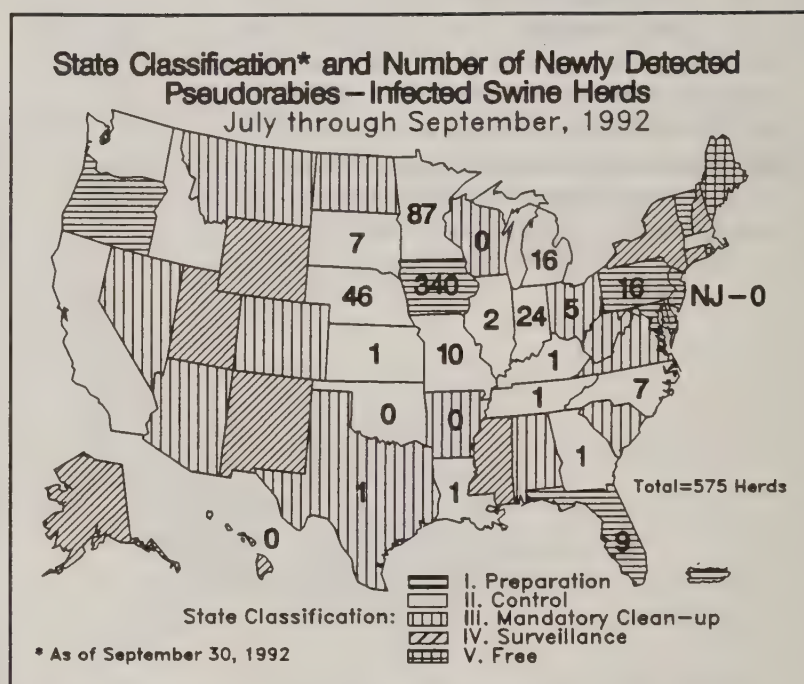 State Classification* and Number of Newly Detected
Pseudorabies-Infected Swine Herds
July through September, 1992
87
7
0
16
46
340
16
NJ-0
2
24
5
1
10
1
7
1
0
0
1
1
1
Total=575 Herds
0
9
State Classification:
I. Preparation
II. Control
III. Mandatory Clean-up
IV. Surveillance
V. Free
* As of September 30, 1992